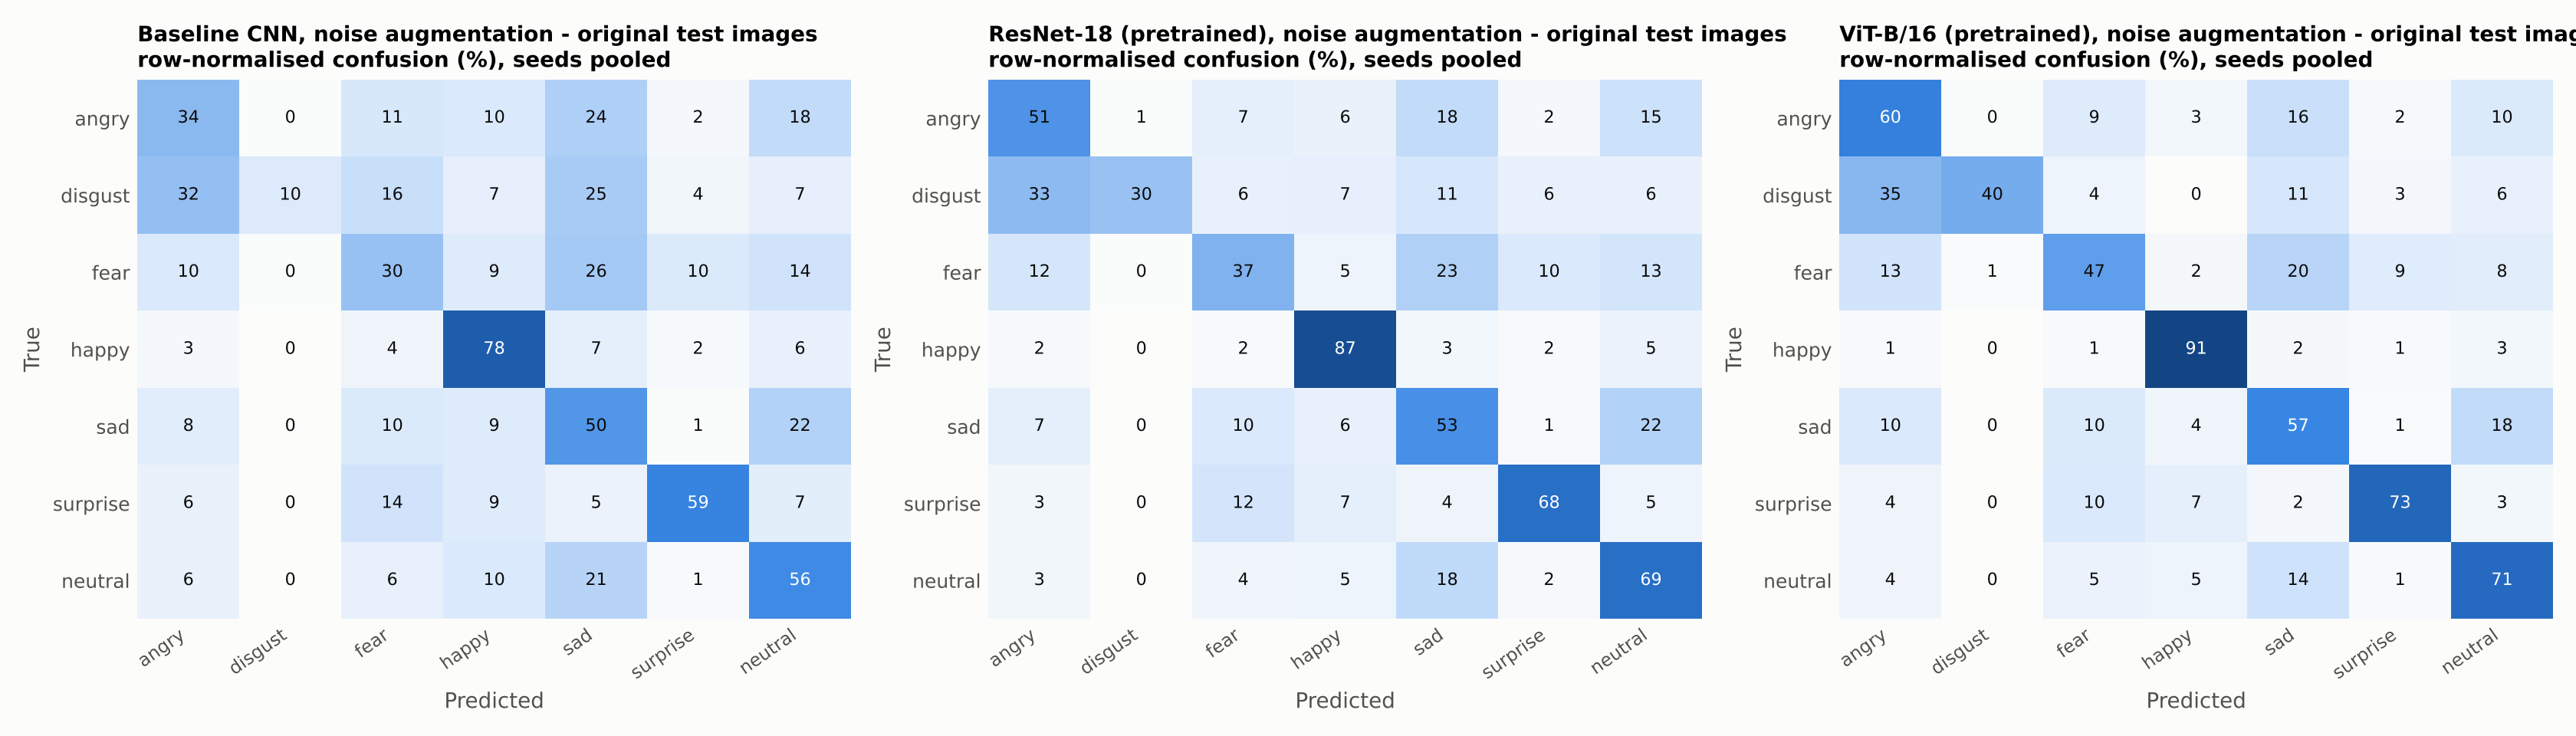 Baseline CNN, noise augmentation - original test images
row-normalised confusion (%), seeds pooled
angry 34 0 11 10 24 2 18
disgust 32 10 16 7 25 4 7
fear 10 0 30 9 26 10 14
happy 3 0 4 78 7 2 6
sad 8 0 10 9 50 1 22
surprise 6 0 14 9 5 59 7
neutral 6 0 6 10 21 1 56
True
angry disgust fear happy sad surprise neutral
Predicted
ResNet-18 (pretrained), noise augmentation - original test images
row-normalised confusion (%), seeds pooled
angry 51 1 7 6 18 2 15
disgust 33 30 6 7 11 6 6
fear 12 0 37 5 23 10 13
happy 2 0 2 87 3 2 5
sad 7 0 10 6 53 1 22
surprise 3 0 12 7 4 68 5
neutral 3 0 4 5 18 2 69
True
angry disgust fear happy sad surprise neutral
Predicted
ViT-B/16 (pretrained), noise augmentation - original test
row-normalised confusion (%), seeds pooled
angry 60 0 9 3 16 2 10
disgust 35 40 4 0 11 3 6
fear 13 1 47 2 20 9 8
happy 1 0 1 91 2 1 3
sad 10 0 10 4 57 1 18
surprise 4 0 10 7 2 73 3
neutral 4 0 5 5 14 1 71
True
angry disgust fear happy sad surprise neutral
Predicted